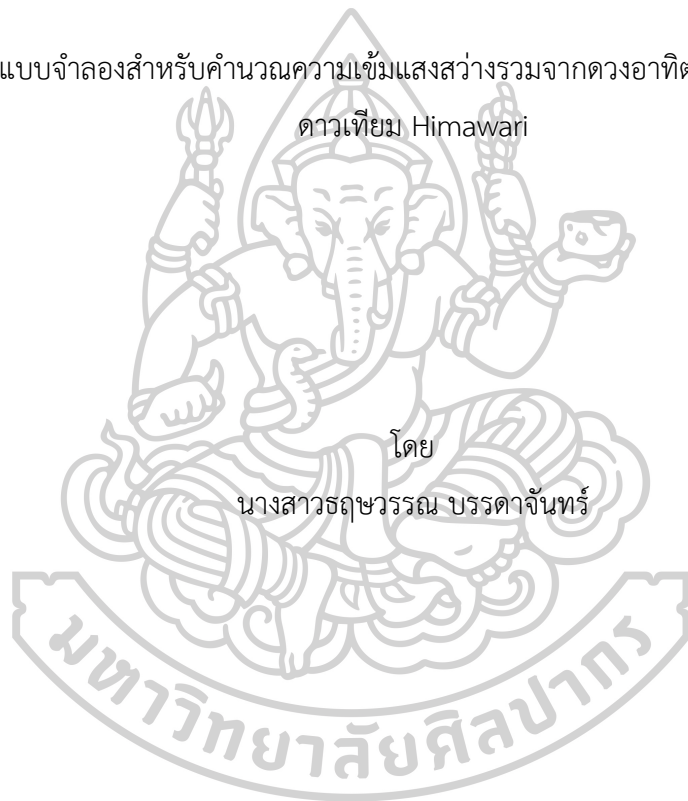 แบบจำลองสำหรับคำนวณความเข้มแสงสว่างรวมจากดวงอาทิต
ดาวเทียม Himawari
โดย
นางสาวธฤษวรรณ บรรดาจันทร์
มหาวิทยาลัยศิลปากร